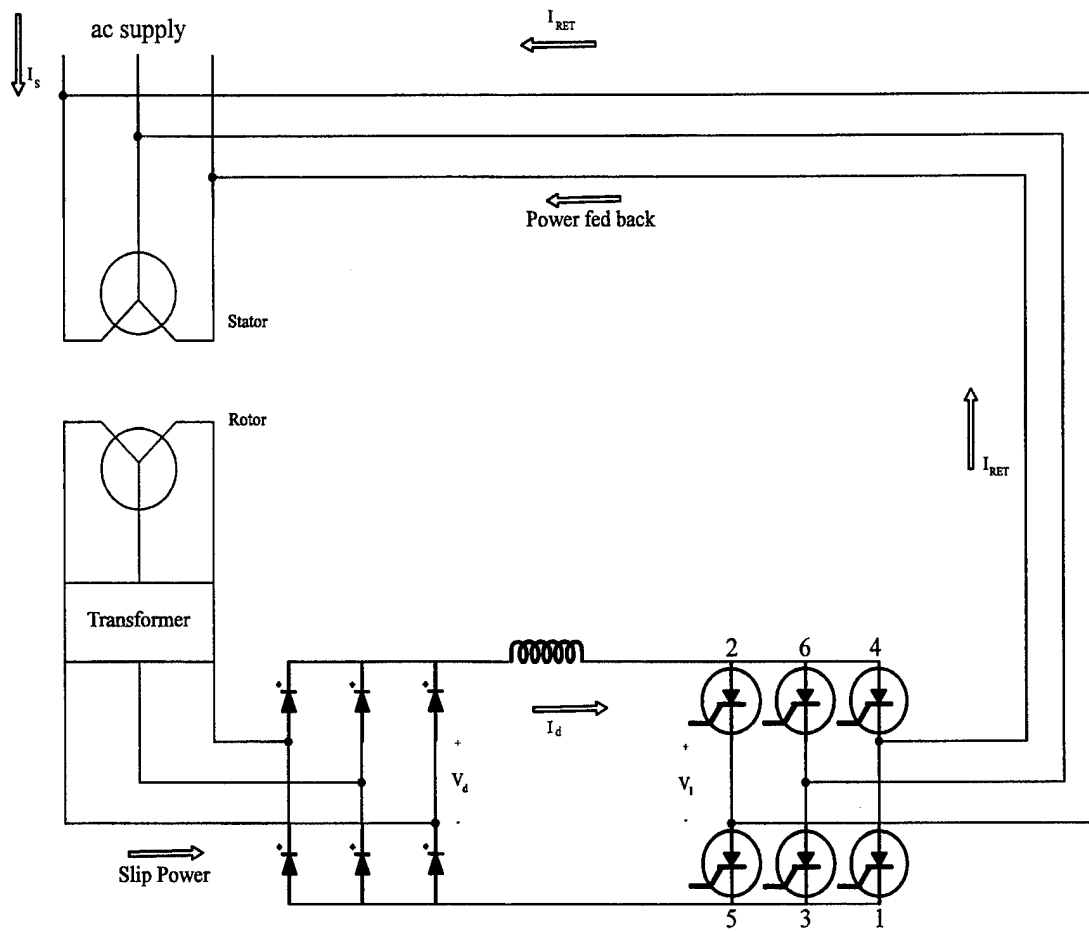 ac supply
I_RET
I_S
Power fed back
Stator
Rotor
I_RET
Transformer
2 6 4
I_d
+ +
V_d V_I
- -
Slip Power
5 3 1